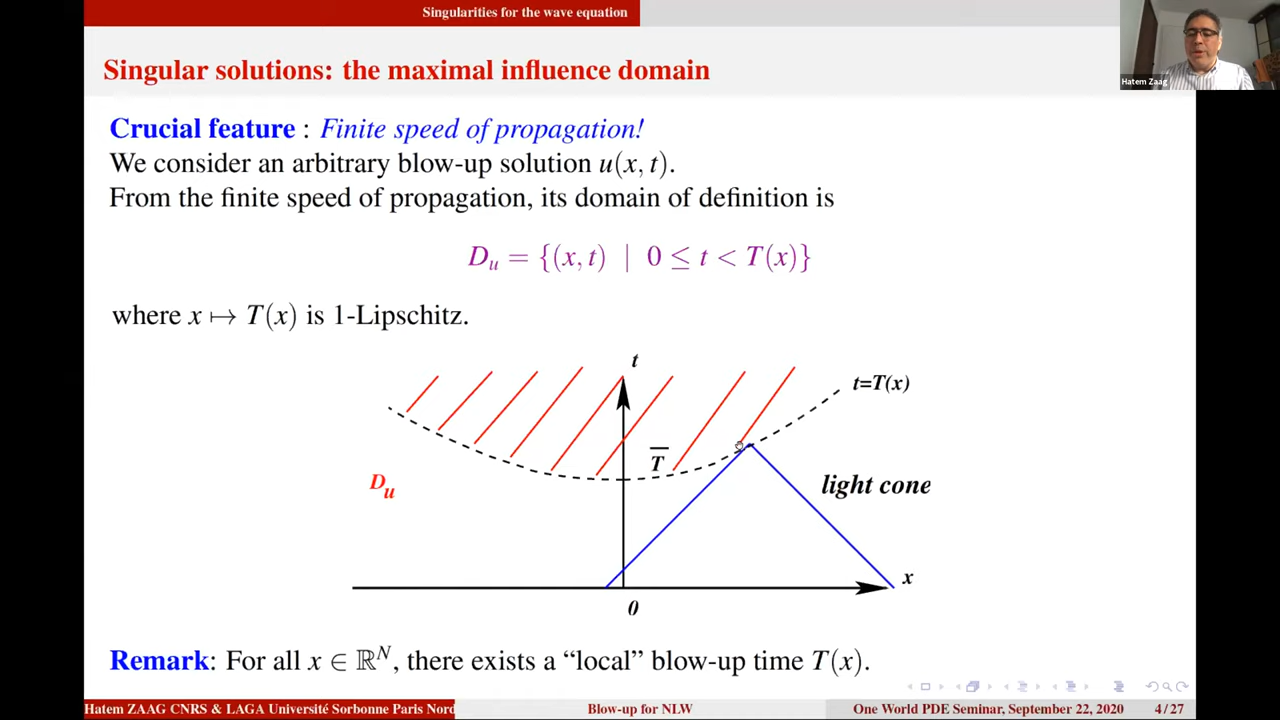 Singularities for the wave equation
Singular solutions: the maximal influence domain
Hatem Zaag
Crucial feature : Finite speed of propagation!
We consider an arbitrary blow-up solution u(x, t).
From the finite speed of propagation, its domain of definition is
D_u = {(x, t) | 0 ≤ t < T(x)}
where x ↦ T(x) is 1-Lipschitz.
t
t=T(x)
T̅
D_u
light cone
x
0
Remark: For all x ∈ ℝ^N, there exists a “local” blow-up time T(x).
Hatem ZAAG CNRS & LAGA Université Sorbonne Paris Nord
Blow-up for NLW
One World PDE Seminar, September 22, 2020
4 / 27